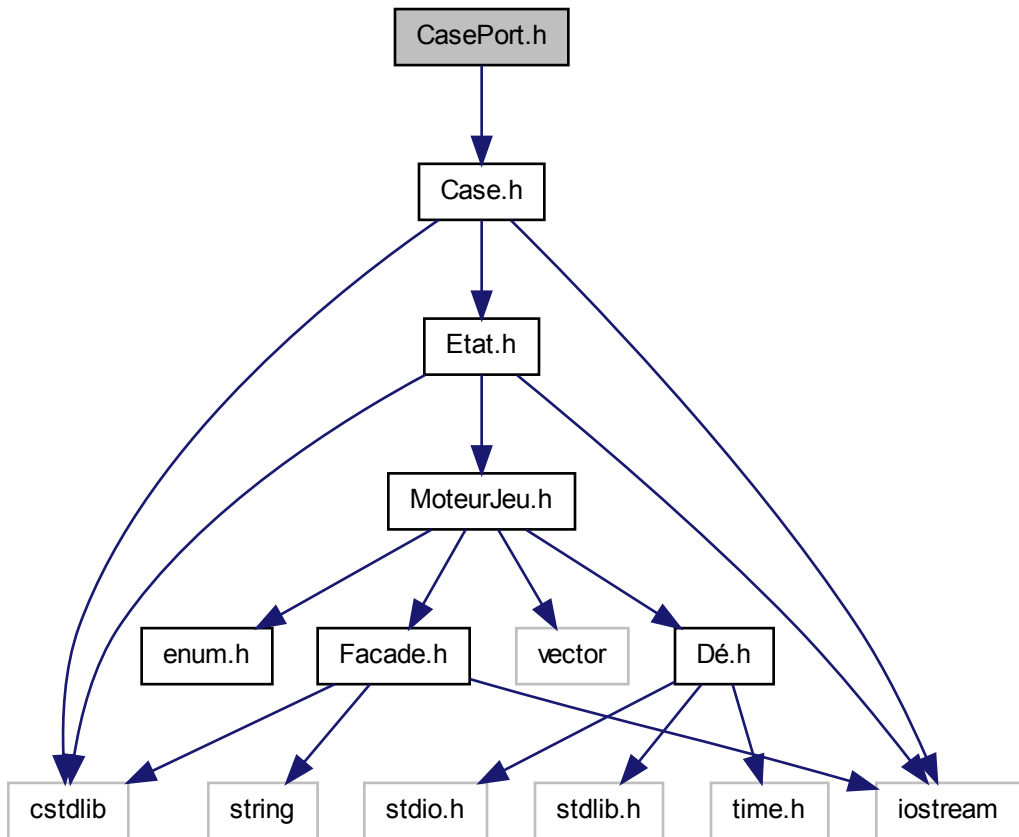 CasePort.h
Case.h
Etat.h
MoteurJeu.h
enum.h
Facade.h
vector
Dé.h
cstdlib
string
stdio.h
stdlib.h
time.h
iostream